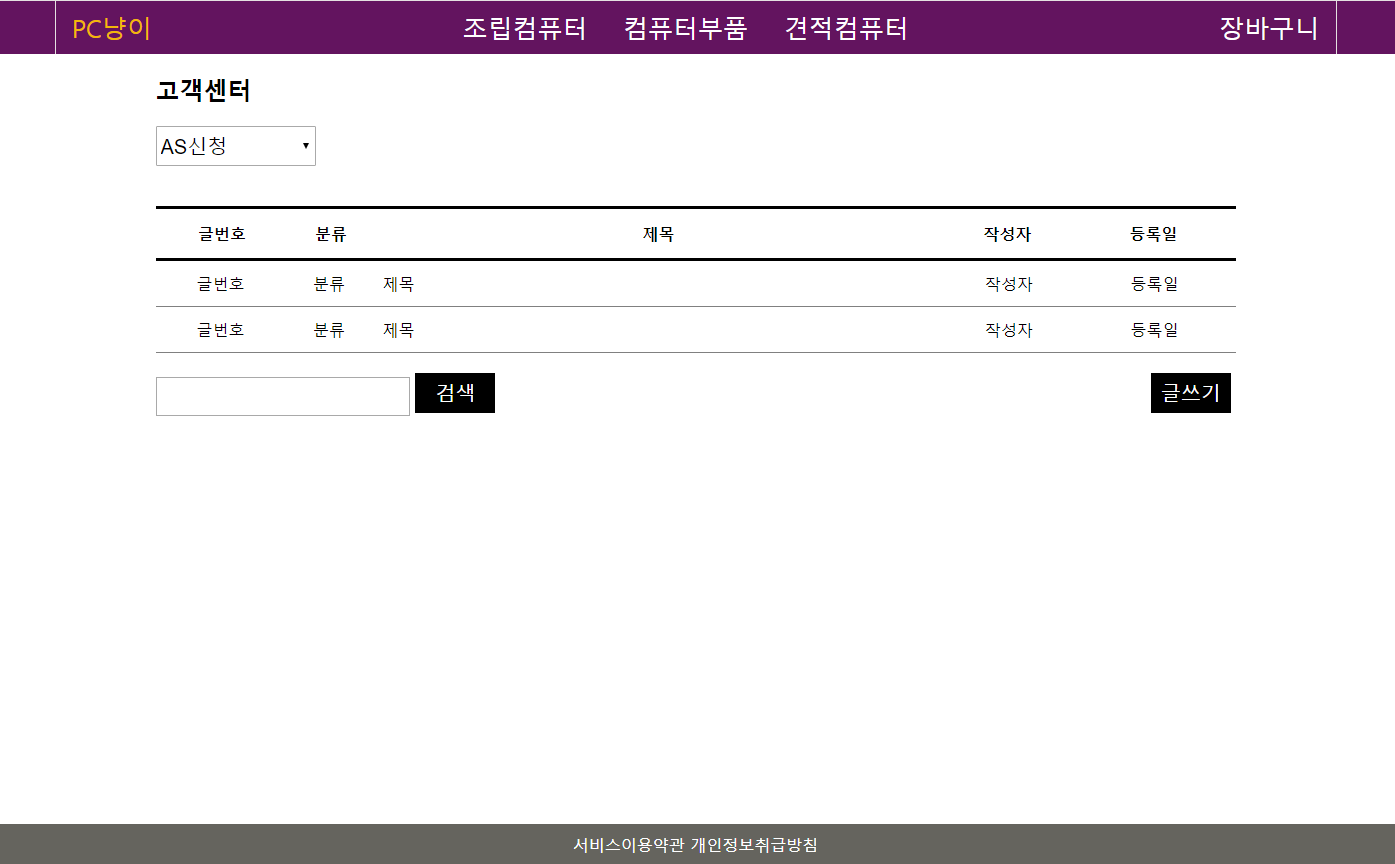 PC냥이 조립컴퓨터 컴퓨터부품 견적컴퓨터 장바구니
고객센터
AS신청
글번호 분류 제목 작성자 등록일
글번호 분류 제목 작성자 등록일
글번호 분류 제목 작성자 등록일
검색 글쓰기
서비스이용약관 개인정보취급방침